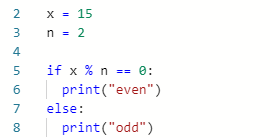 2 x = 15
3 n = 2
4
5 if x % n == 0:
6   print("even")
7 else:
8   print("odd")